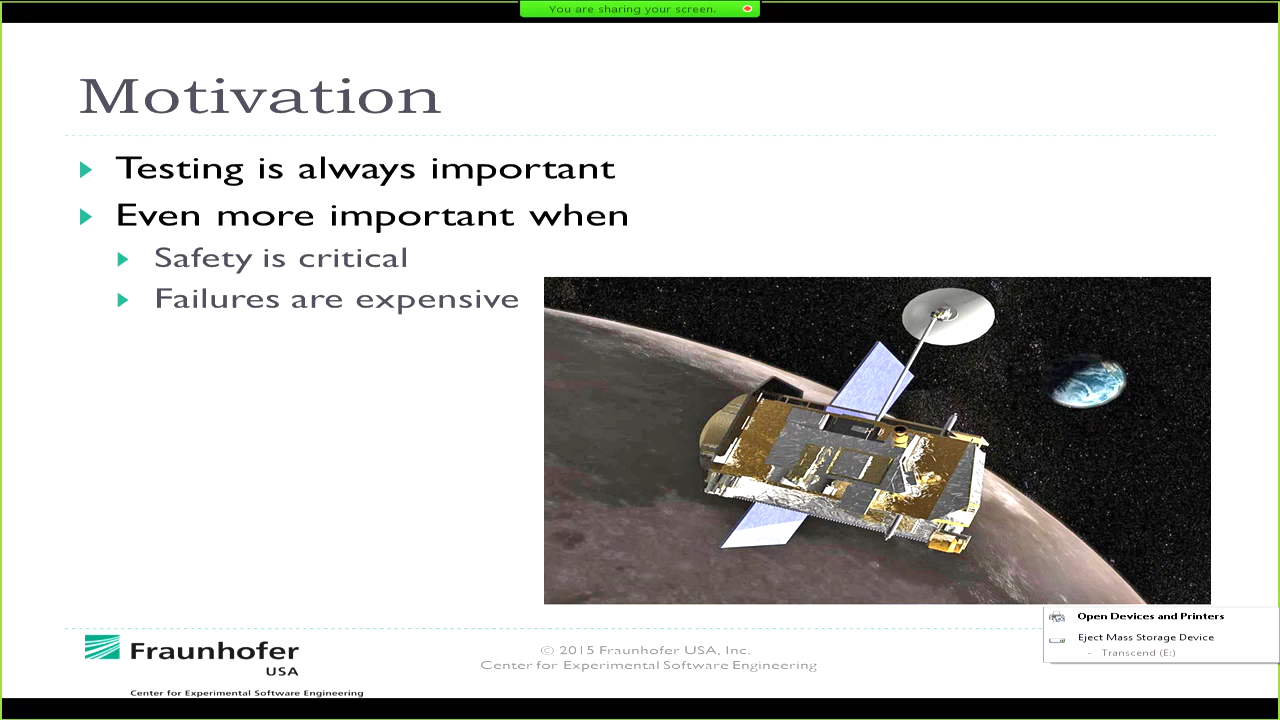 You are sharing your screen.
Motivation
Testing is always important
Even more important when
Safety is critical
Failures are expensive
Open Devices and Printers
Eject Mass Storage Device
- Transcend (E:)
Fraunhofer
USA
Center for Experimental Software Engineering
© 2015 Fraunhofer USA, Inc.
Center for Experimental Software Engineering